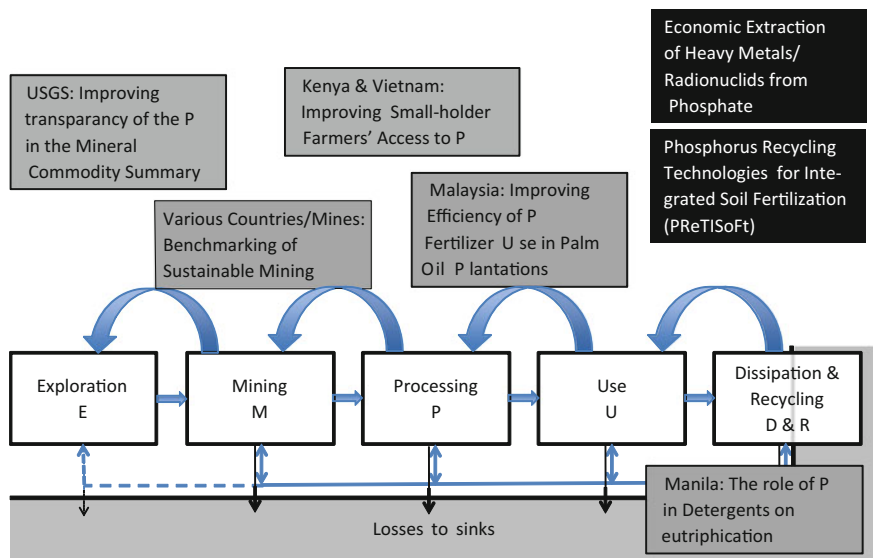 Economic Extraction
of Heavy Metals/
Radionuclids from
Phosphate
USGS: Improving
transparancy of the P
in the Mineral
Commodity Summary
Kenya & Vietnam:
Improving Small-holder
Farmers' Access to P
Phosphorus Recycling
Technologies for Inte-
grated Soil Fertilization
(PReTISoFt)
Various Countries/Mines:
Benchmarking of
Sustainable Mining
Malaysia: Improving
Efficiency of P
Fertilizer U se in Palm
Oil P lantations
Exploration
E
Mining
M
Processing
P
Use
U
Dissipation &
Recycling
D & R
Manila: The role of P
in Detergents on
eutriphication
Losses to sinks